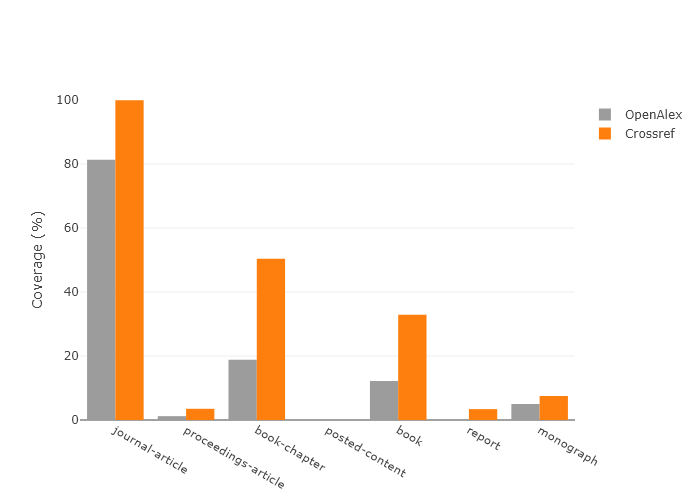 100
80
60
40
20
0
Coverage (%)
journal-article
proceedings-article
book-chapter
posted-content
book
report
monograph
OpenAlex
Crossref